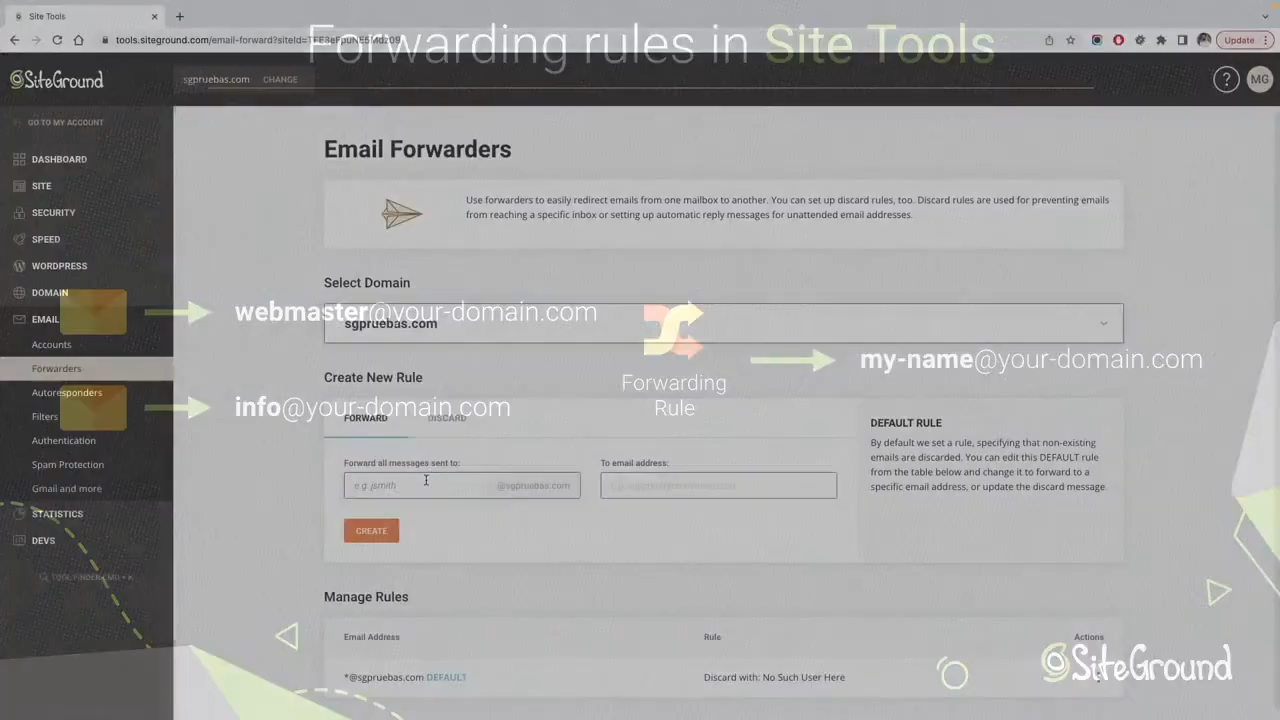 Site Tools
tools.siteground.com/email-forward?siteId=
Update
Forwarding rules in Site Tools
SiteGround
sgpruebas.com CHANGE
?
MG
GO TO MY ACCOUNT
DASHBOARD
SITE
SECURITY
SPEED
WORDPRESS
DOMAIN
EMAIL
Accounts
Forwarders
Autoresponders
Filters
Authentication
Spam Protection
Gmail and more
STATISTICS
DEVS
TOOL FINDER CMD + K
Email Forwarders
Use forwarders to easily redirect emails from one mailbox to another. You can set up discard rules, too. Discard rules are used for preventing emails
from reaching a specific inbox or setting up automatic reply messages for unattended email addresses.
Select Domain
sgpruebas.com
webmaster@your-domain.com
info@your-domain.com
Forwarding
Rule
my-name@your-domain.com
Create New Rule
FORWARD DISCARD
Forward all messages sent to:
e.g. jsmith @sgpruebas.com
To email address:
CREATE
DEFAULT RULE
By default we set a rule, specifying that non-existing
emails are discarded. You can edit this DEFAULT rule
from the table below and change it to forward to a
specific email address, or update the discard message.
Manage Rules
Email Address Rule Actions
*@sgpruebas.com DEFAULT Discard with: No Such User Here
SiteGround